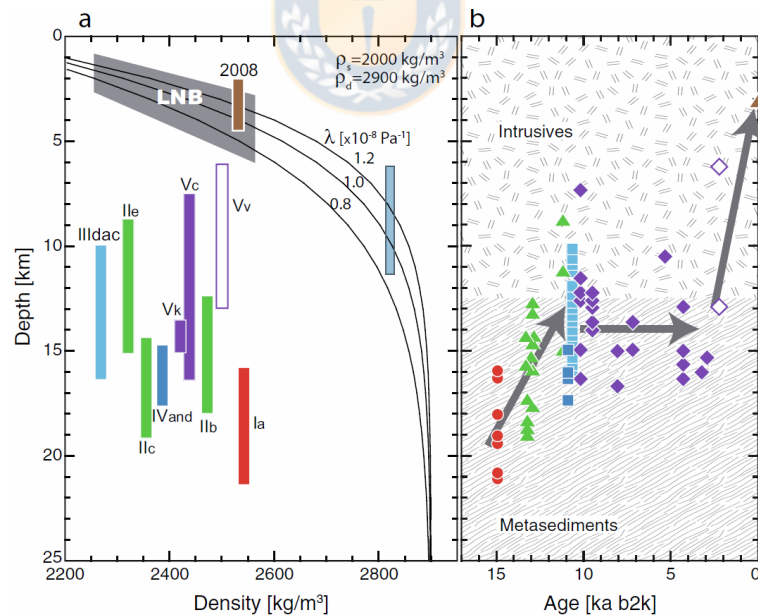 a
b
0
5
10
15
20
25
Depth [km]
2200
2400
2600
2800
Density [kg/m³]
LNB
2008
ρs=2000 kg/m³
ρd=2900 kg/m³
λ [x10⁻⁸ Pa⁻¹]
1.2
1.0
0.8
IIIdac
IIe
Vc
Vv
Vk
IVand
IIc
IIb
Ia
Intrusives
Metasediments
15
10
5
0
Age [ka b2k]